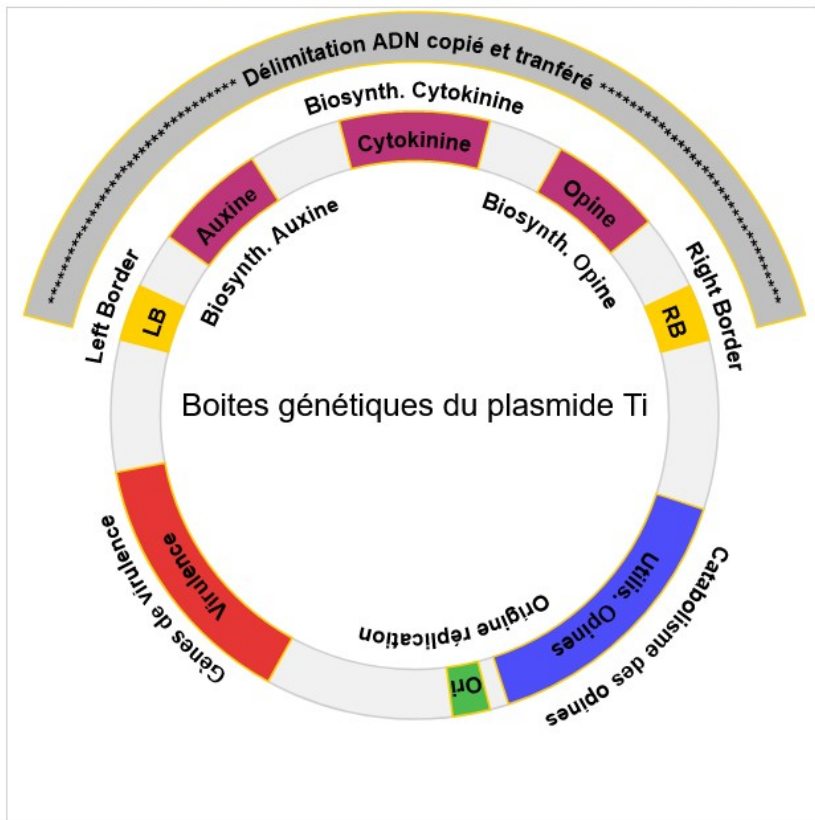 ************************ Délimitation ADN copié et tranféré ************************
Biosynth. Cytokinine
Cytokinine
Auxine
Opine
Biosynth. Auxine
Biosynth. Opine
Left Border
Right Border
LB
RB
Boites génétiques du plasmide Ti
Virulence
Gènes de virulence
Utilis. Opines
Catabolisme des opines
Origine réplication
Ori